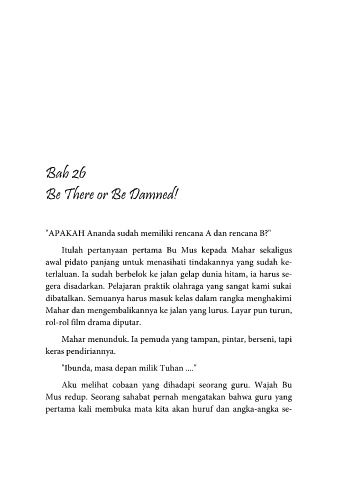 Bab 26
Be There or Be Damned!
"APAKAH Ananda sudah memiliki rencana A dan rencana B?"
Itulah pertanyaan pertama Bu Mus kepada Mahar sekaligus
awal pidato panjang untuk menasihati tindakannya yang sudah ke-
terlaluan. Ia sudah berbelok ke jalan gelap dunia hitam, ia harus se-
gera disadarkan. Pelajaran praktik olahraga yang sangat kami sukai
dibatalkan. Semuanya harus masuk kelas dalam rangka menghakimi
Mahar dan mengembalikannya ke jalan yang lurus. Layar pun turun,
rol-rol film drama diputar.
Mahar menunduk. Ia pemuda yang tampan, pintar, berseni, tapi
keras pendiriannya.
"Ibunda, masa depan milik Tuhan ...."
Aku melihat cobaan yang dihadapi seorang guru. Wajah Bu
Mus redup. Seorang sahabat pernah mengatakan bahwa guru yang
pertama kali membuka mata kita akan huruf dan angka-angka se-